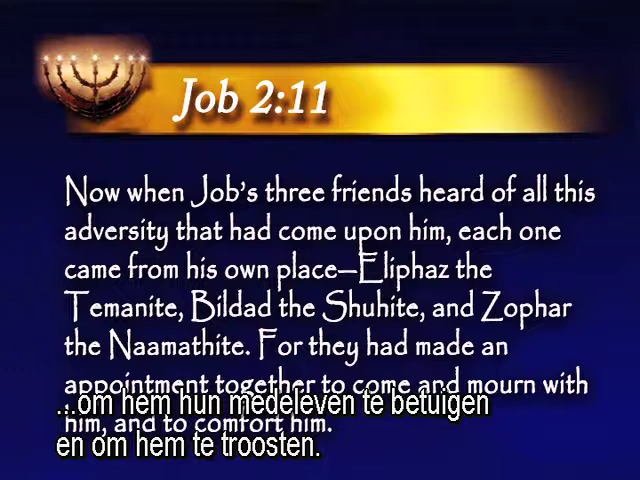 Job 2:11
Now when Job's three friends heard of all this
adversity that had come upon him, each one
came from his own place—Eliphaz the
Temanite, Bildad the Shuhite, and Zophar
the Naamathite. For they had made an
appointment together to come and mourn with
him, and to comfort him.
...om hem hun medeleven te betuigen
en om hem te troosten.